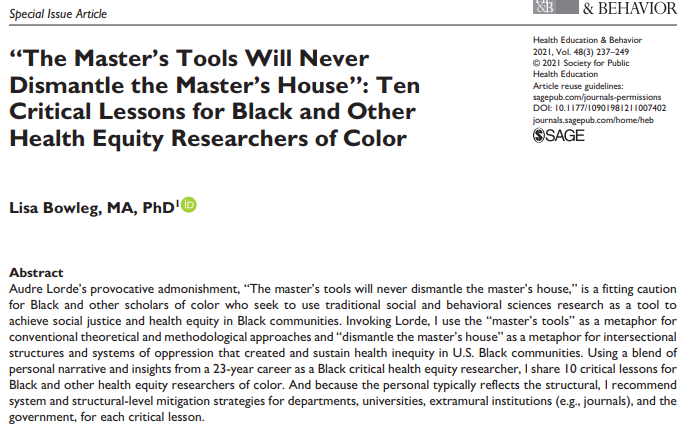 Special Issue Article
& BEHAVIOR
“The Master’s Tools Will Never
Dismantle the Master’s House”: Ten
Critical Lessons for Black and Other
Health Equity Researchers of Color
Health Education & Behavior
2021, Vol. 48(3) 237–249
© 2021 Society for Public
Health Education
Article reuse guidelines:
sagepub.com/journals-permissions
DOI: 10.1177/10901981211007402
journals.sagepub.com/home/heb
SAGE
Lisa Bowleg, MA, PhD¹ iD
Abstract
Audre Lorde’s provocative admonishment, “The master’s tools will never dismantle the master’s house,” is a fitting caution
for Black and other scholars of color who seek to use traditional social and behavioral sciences research as a tool to
achieve social justice and health equity in Black communities. Invoking Lorde, I use the “master’s tools” as a metaphor for
conventional theoretical and methodological approaches and “dismantle the master’s house” as a metaphor for intersectional
structures and systems of oppression that created and sustain health inequity in U.S. Black communities. Using a blend of
personal narrative and insights from a 23-year career as a Black critical health equity researcher, I share 10 critical lessons for
Black and other health equity researchers of color. And because the personal typically reflects the structural, I recommend
system and structural-level mitigation strategies for departments, universities, extramural institutions (e.g., journals), and the
government, for each critical lesson.